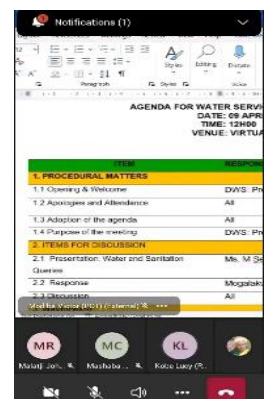 Notifications (1)
Styles
Editing
Dictate
Paragraph
Styles
Voice
AGENDA FOR WATER SERVI
DATE: 09 APR
TIME: 12H00
VENUE: VIRTUA
ITEM
RESPON
1. PROCEDURAL MATTERS
1.1 Opening & Welcome
DWS: Pr
1.2 Apologies and Attendance
All
1.3 Adoption of the agenda
All
1.4 Purpose of the meeting
DWS: Pr
2. ITEMS FOR DISCUSSION
2.1 Presentation: Water and Sanitation
Ms. M Se
Queries
2.2 Response
Mogalak
2.3 Discussion
All
MR
MC
KL
Malatji Joh..
Mashaba ...
Kotze Lucy (R..